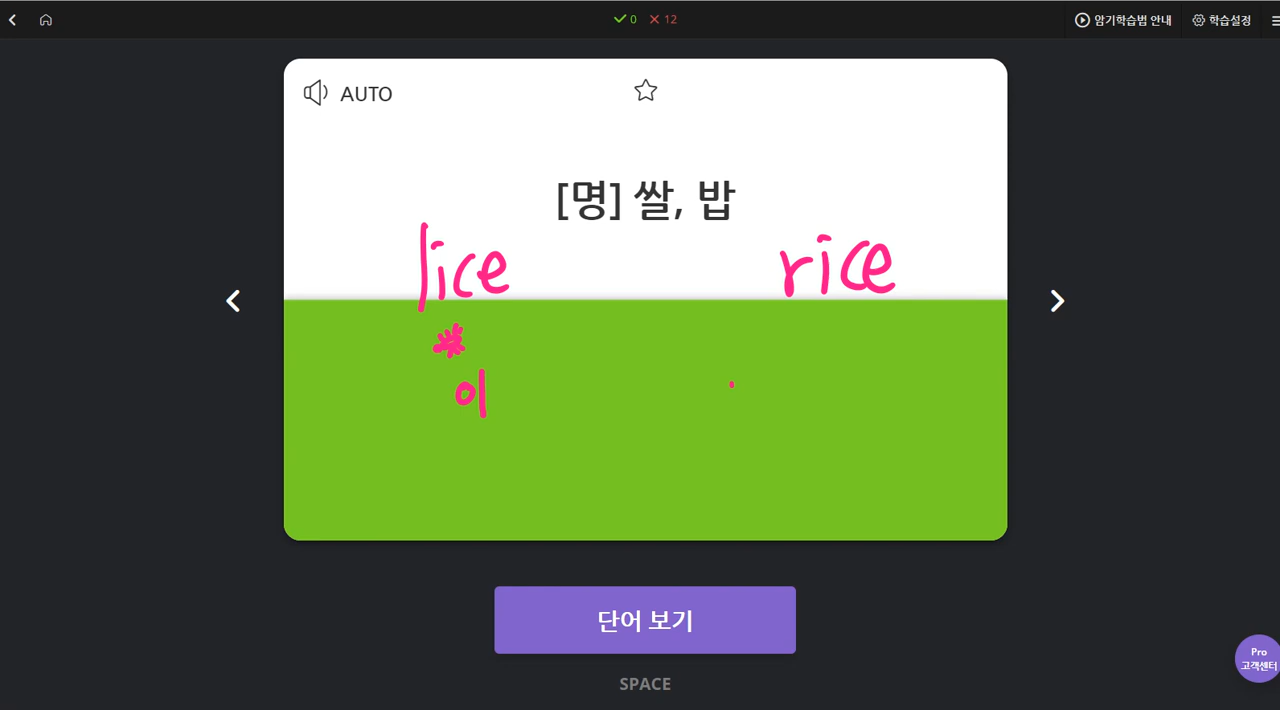 0 12 암기학습법 안내 학습설정
AUTO
[명] 쌀, 밥
lice rice
이
단어 보기
SPACE
Pro
고객센터